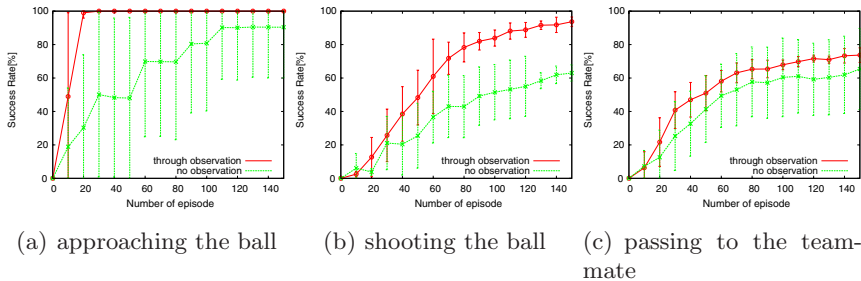 100
80
60
40
20
0
Success Rate[%]
0 20 40 60 80 100 120 140
Number of episode
through observation
no observation
(a) approaching the ball
100
80
60
40
20
0
Success Rate[%]
0 20 40 60 80 100 120 140
Number of episode
through observation
no observation
(b) shooting the ball
100
80
60
40
20
0
Success Rate[%]
0 20 40 60 80 100 120 140
Number of episode
through observation
no observation
(c) passing to the team-
mate